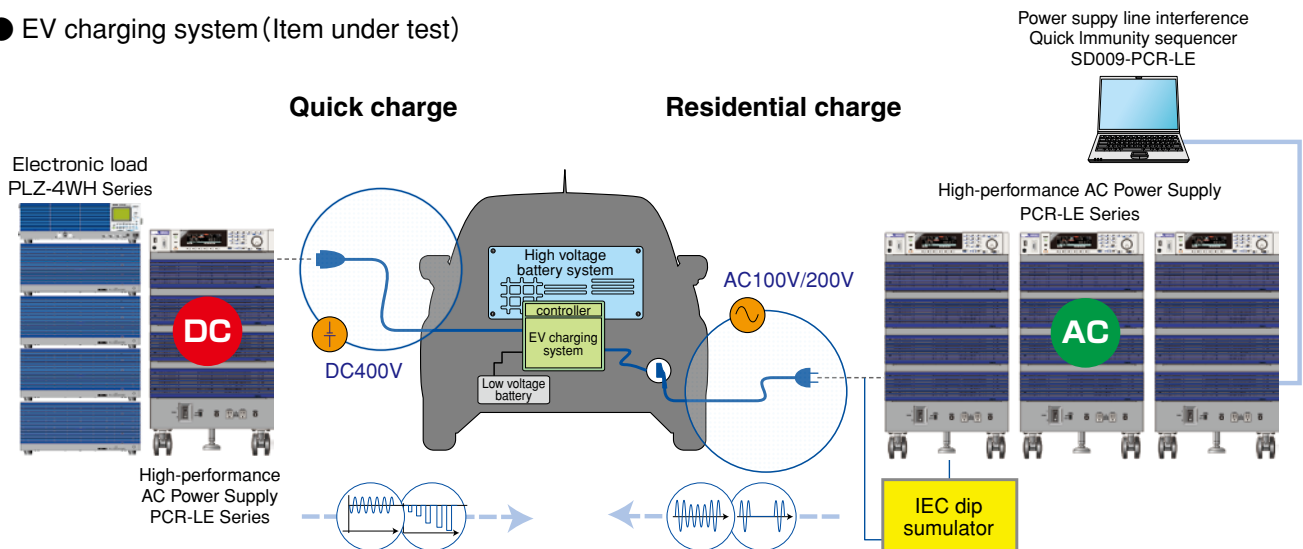 ● EV charging system（Item under test）
Power suppy line interference
Quick Immunity sequencer
SD009-PCR-LE
Quick charge
Residential charge
Electronic load
PLZ-4WH Series
High-performance AC Power Supply
PCR-LE Series
High voltage
battery system
AC100V/200V
controller
DC
EV charging
system
AC
DC400V
Low voltage
battery
High-performance
AC Power Supply
PCR-LE Series
IEC dip
sumulator